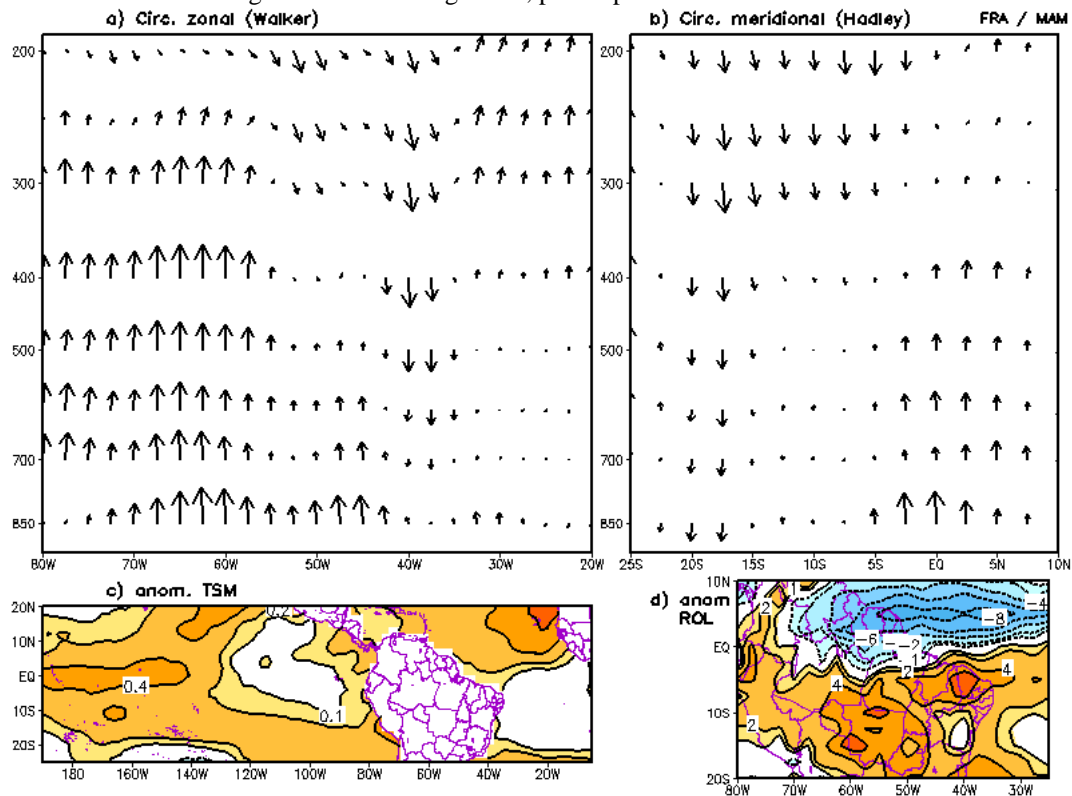 a) Circ. zonal (Walker)
b) Circ. meridional (Hadley) FRA / MAM
200
300
400
500
700
850
80W 70W 60W 50W 40W 30W 20W
200
300
400
500
700
850
25S 20S 15S 10S 5S EQ 5N 10N
c) anom. TSM
20N
10N
EQ
10S
20S
0.2
0.4
0.1
180 160W 140W 120W 100W 80W 60W 40W 20W
d) anom
ROL
10N
EQ
10S
20S
2
-4
-8
-6
-2
-1
2
4
4
2
4
80W 70W 60W 50W 40W 30W